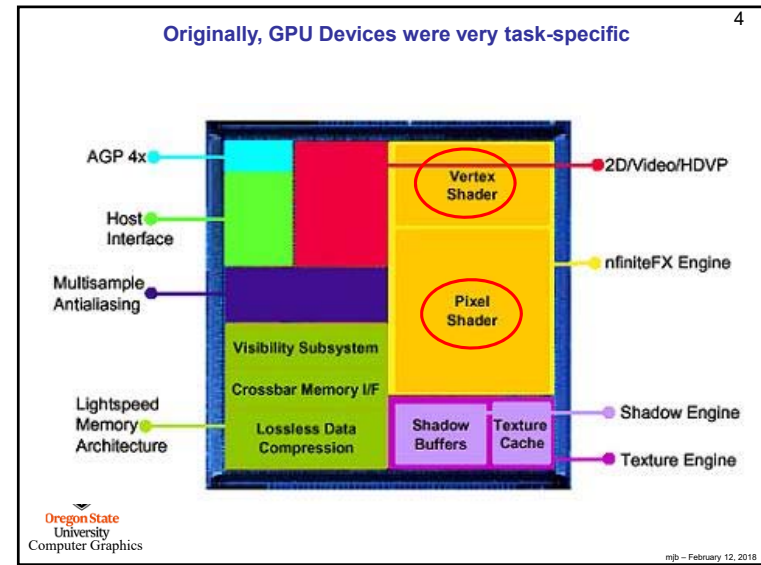 4
Originally, GPU Devices were very task-specific
AGP 4x
Host
Interface
Multisample
Antialiasing
Lightspeed
Memory
Architecture
Vertex
Shader
Pixel
Shader
Visibility Subsystem
Crossbar Memory I/F
Lossless Data
Compression
Shadow
Buffers
Texture
Cache
2D/Video/HDVP
nfiniteFX Engine
Shadow Engine
Texture Engine
Oregon State
University
Computer Graphics
mjb – February 12, 2018